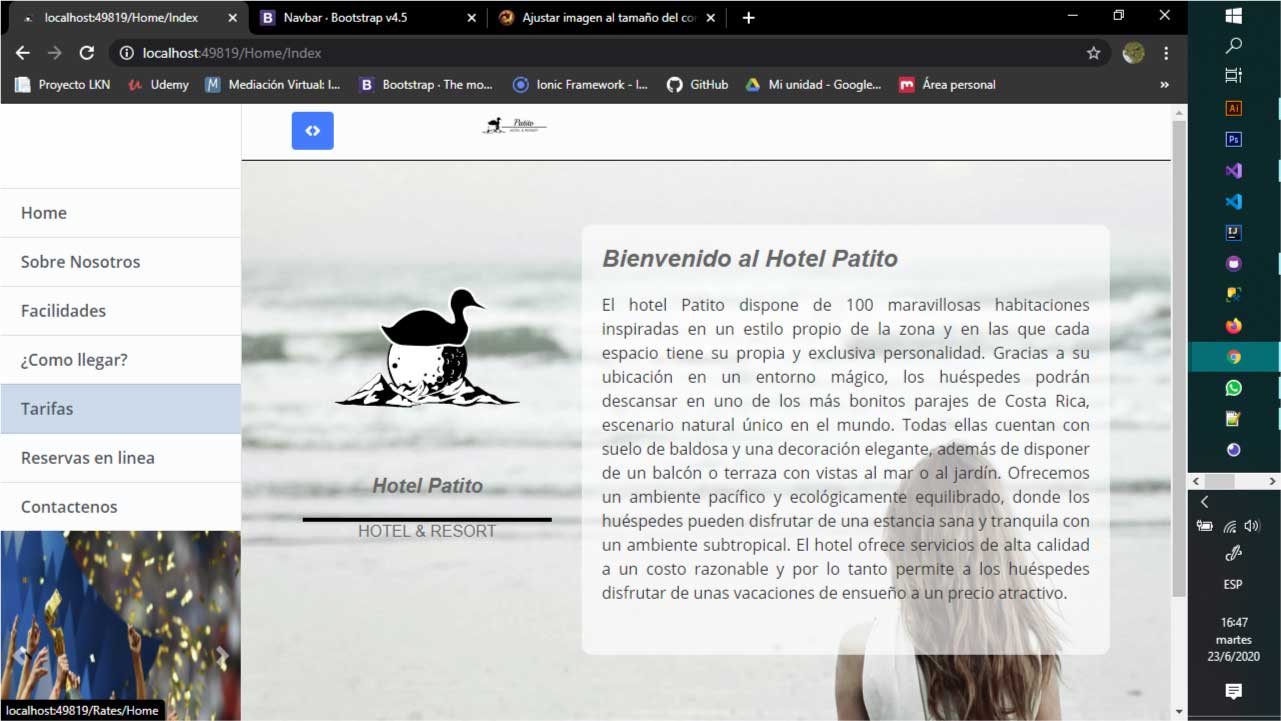 localhost:49819/Home/Index
Navbar · Bootstrap v4.5
Ajustar imagen al tamaño del co
localhost:49819/Home/Index
Proyecto LKN
Udemy
Mediación Virtual: I...
Bootstrap · The mo...
Ionic Framework - I...
GitHub
Mi unidad - Google...
Área personal
»
Patito
HOTEL & RESORT
Home
Sobre Nosotros
Facilidades
¿Como llegar?
Tarifas
Reservas en linea
Contactenos
Hotel Patito
HOTEL & RESORT
Bienvenido al Hotel Patito
El hotel Patito dispone de 100 maravillosas habitaciones
inspiradas en un estilo propio de la zona y en las que cada
espacio tiene su propia y exclusiva personalidad. Gracias a su
ubicación en un entorno mágico, los huéspedes podrán
descansar en uno de los más bonitos parajes de Costa Rica,
escenario natural único en el mundo. Todas ellas cuentan con
suelo de baldosa y una decoración elegante, además de disponer
de un balcón o terraza con vistas al mar o al jardín. Ofrecemos
un ambiente pacífico y ecológicamente equilibrado, donde los
huéspedes pueden disfrutar de una estancia sana y tranquila con
un ambiente subtropical. El hotel ofrece servicios de alta calidad
a un costo razonable y por lo tanto permite a los huéspedes
disfrutar de unas vacaciones de ensueño a un precio atractivo.
localhost:49819/Rates/Home
Ai
Ps
IJ
ESP
16:47
martes
23/6/2020